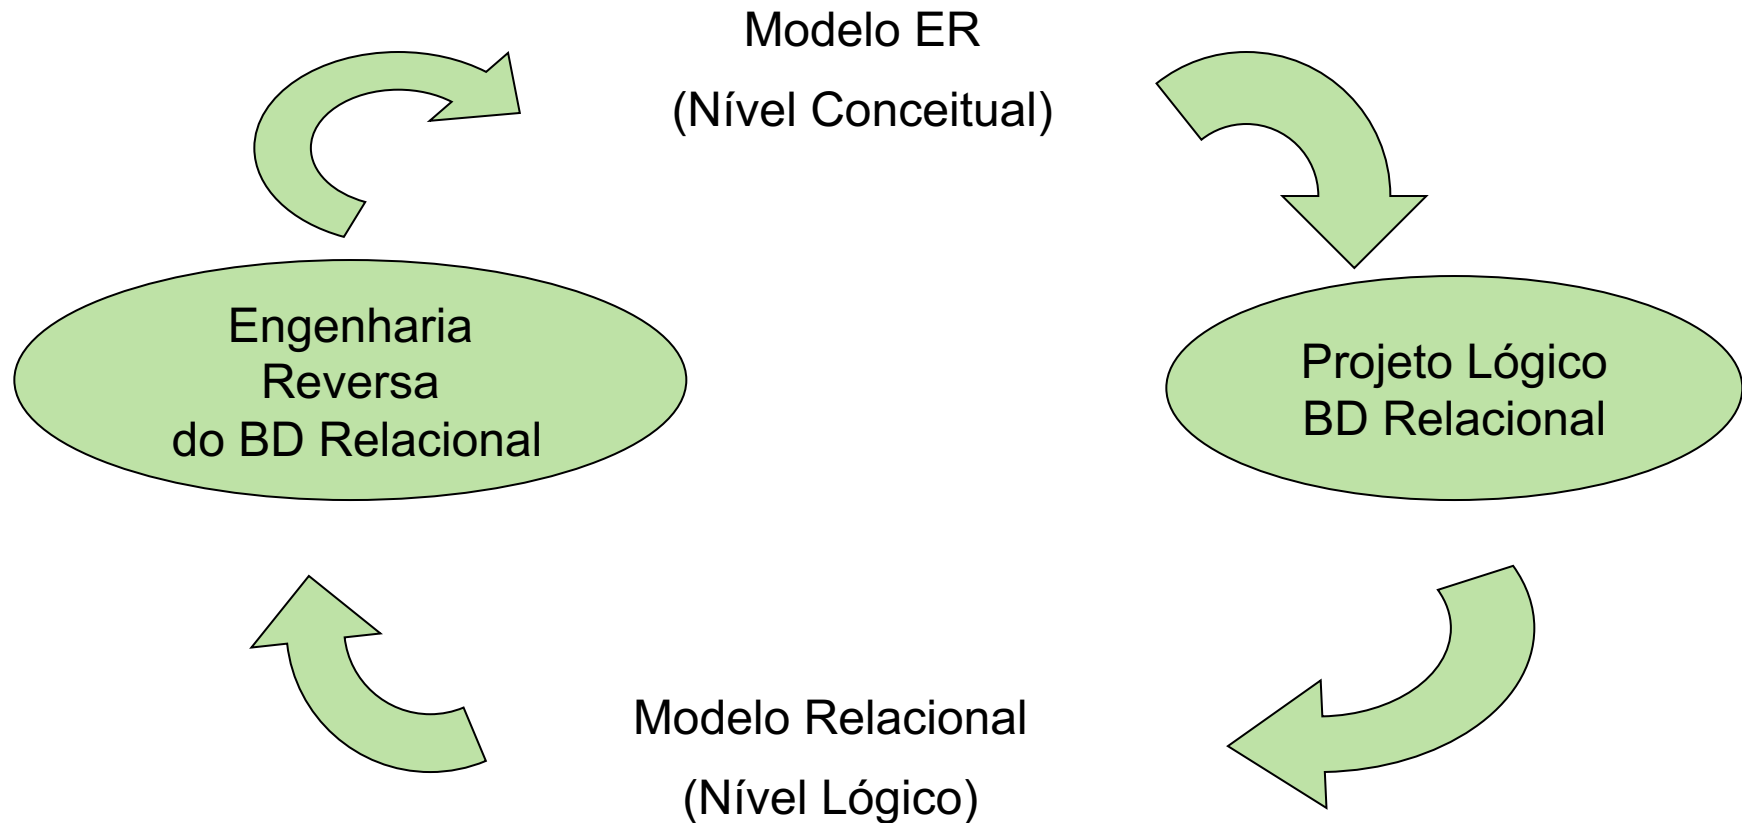 Modelo ER
(Nível Conceitual)
Engenharia
Reversa
do BD Relacional
Projeto Lógico
BD Relacional
Modelo Relacional
(Nível Lógico)